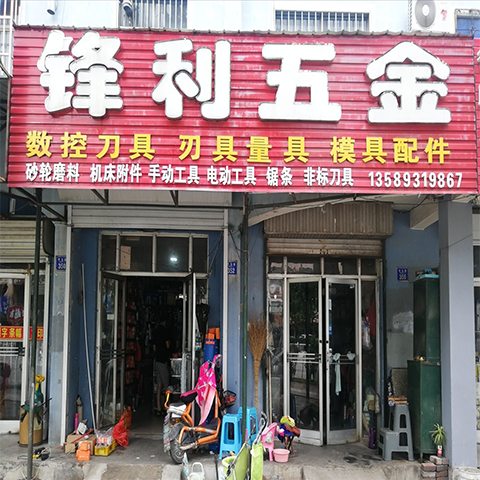 锋利五金
数控刀具 刃具量具 模具配件
砂轮磨料 机床附件 手动工具 电动工具 锯条 非标刀具 13589319867